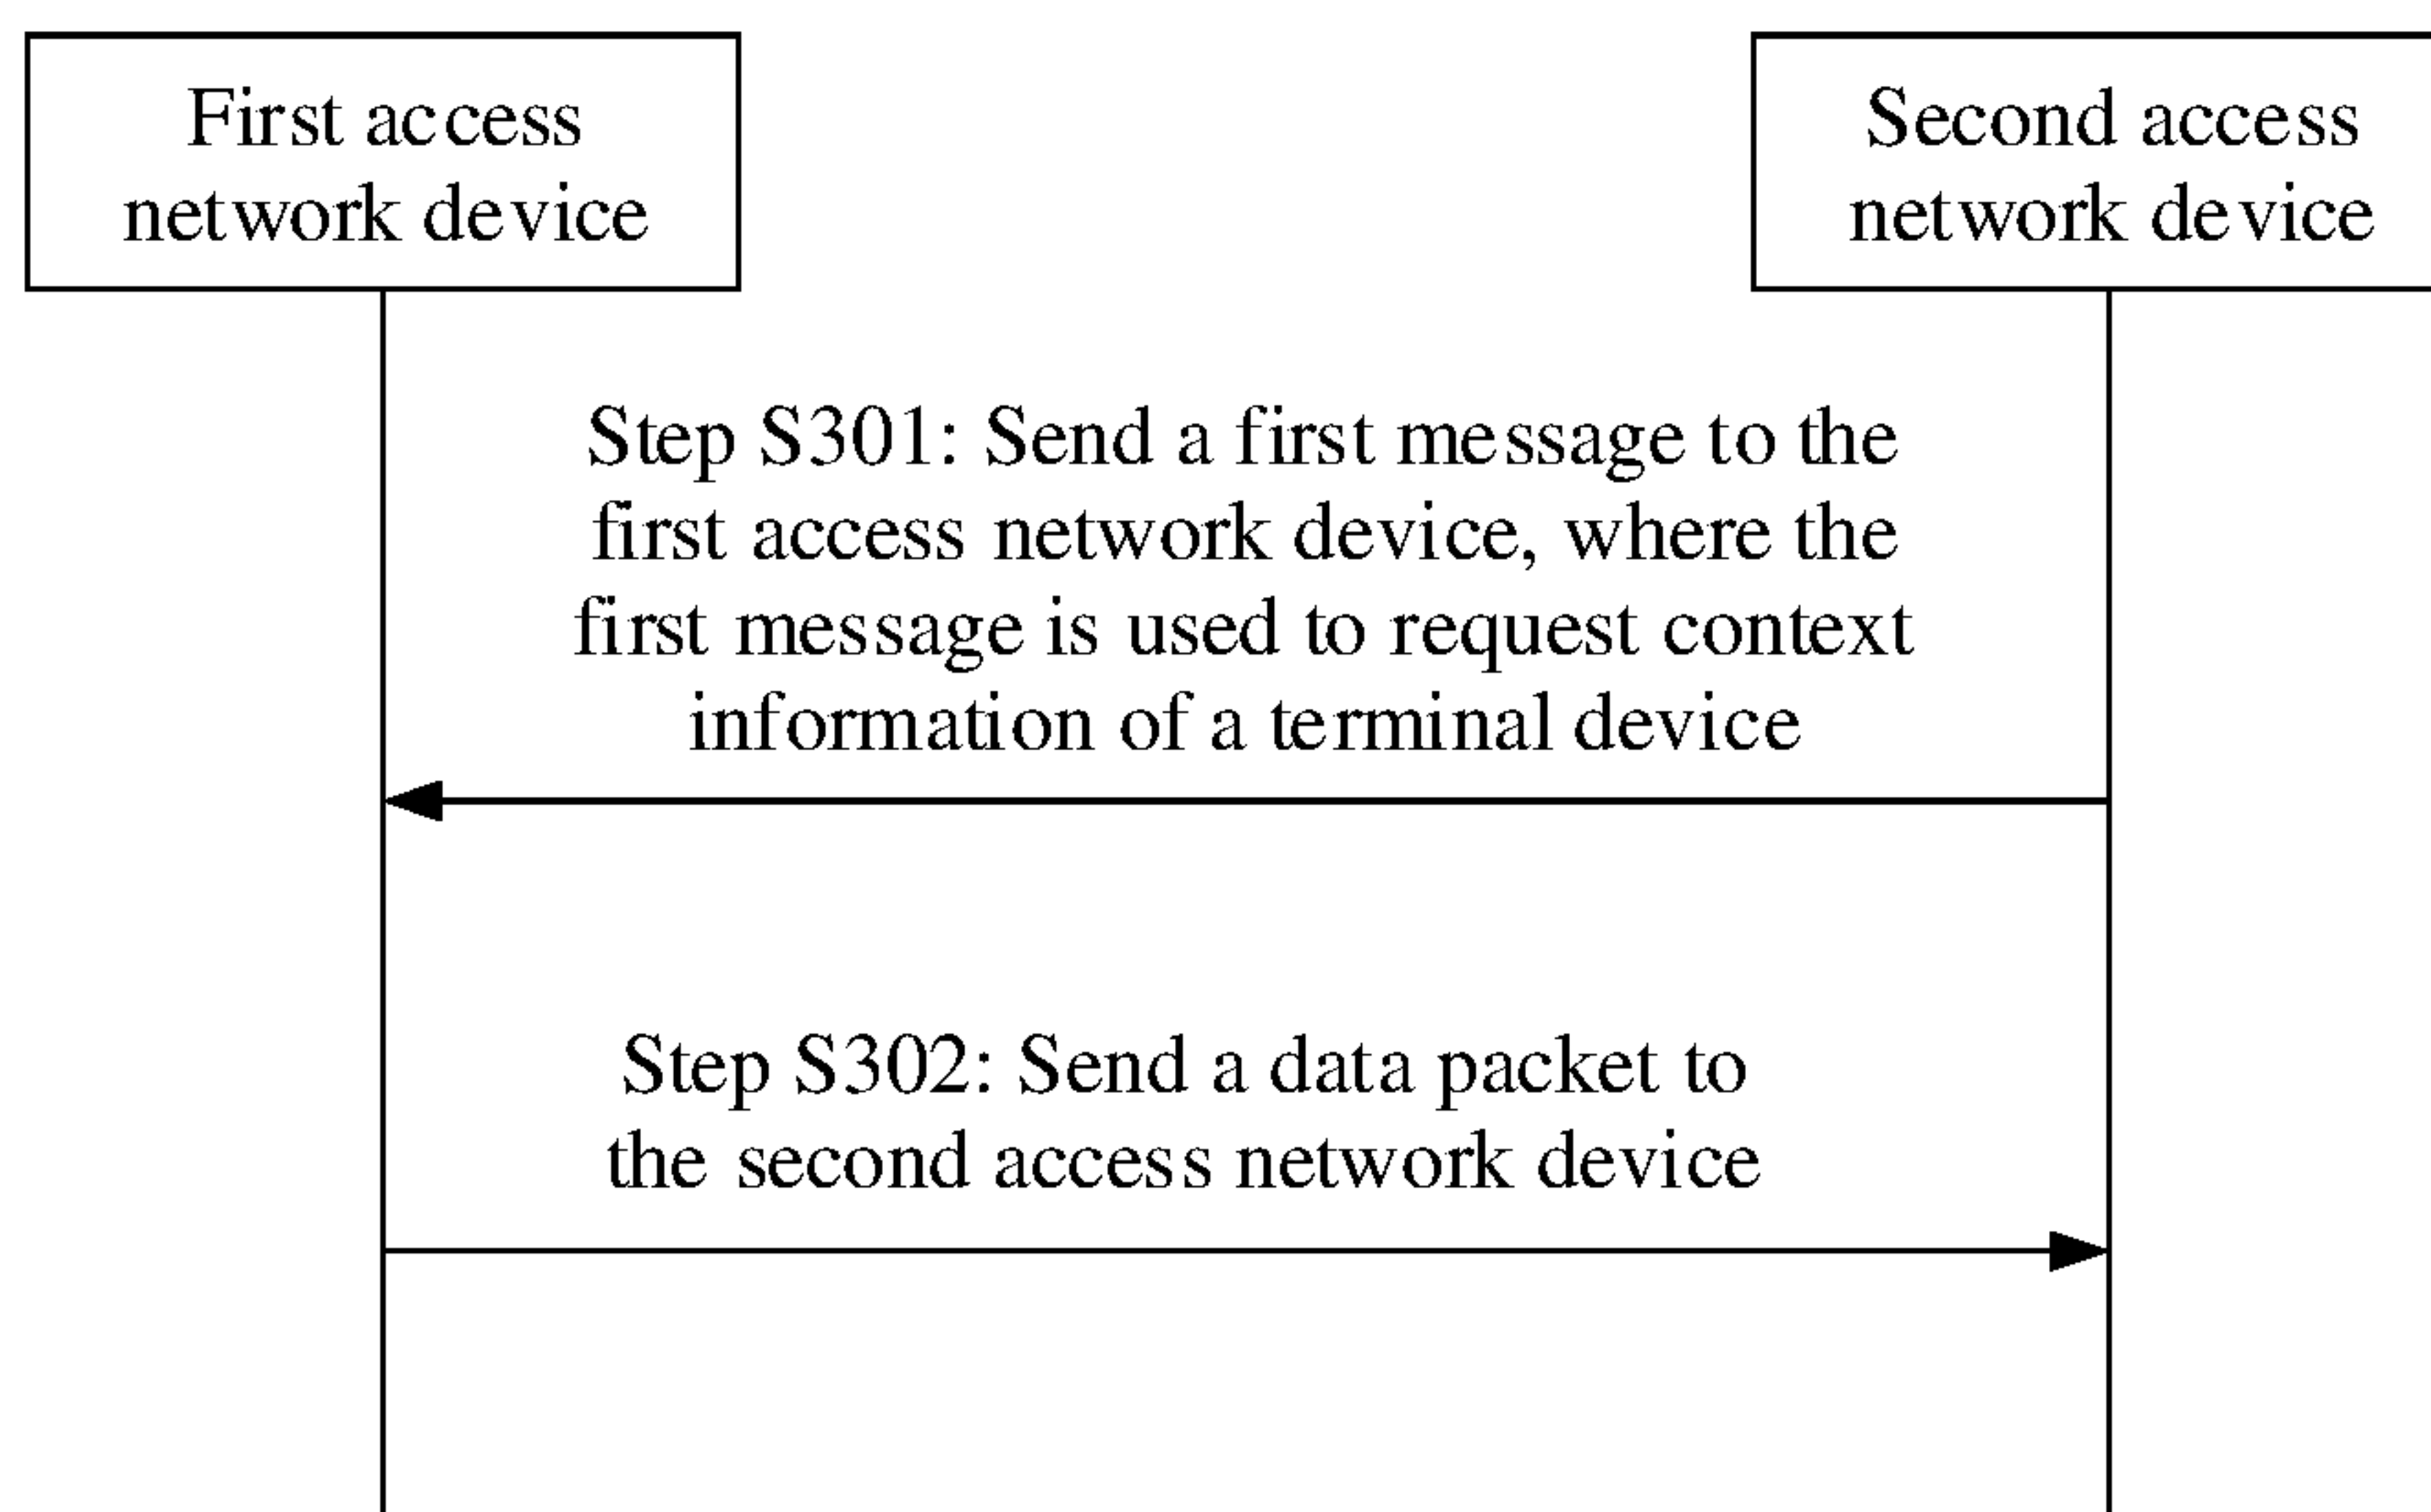 First access
network device
Second access
network device
Step S301: Send a first message to the
first access network device, where the
first message is used to request context
information of a terminal device
Step S302: Send a data packet to
the second access network device